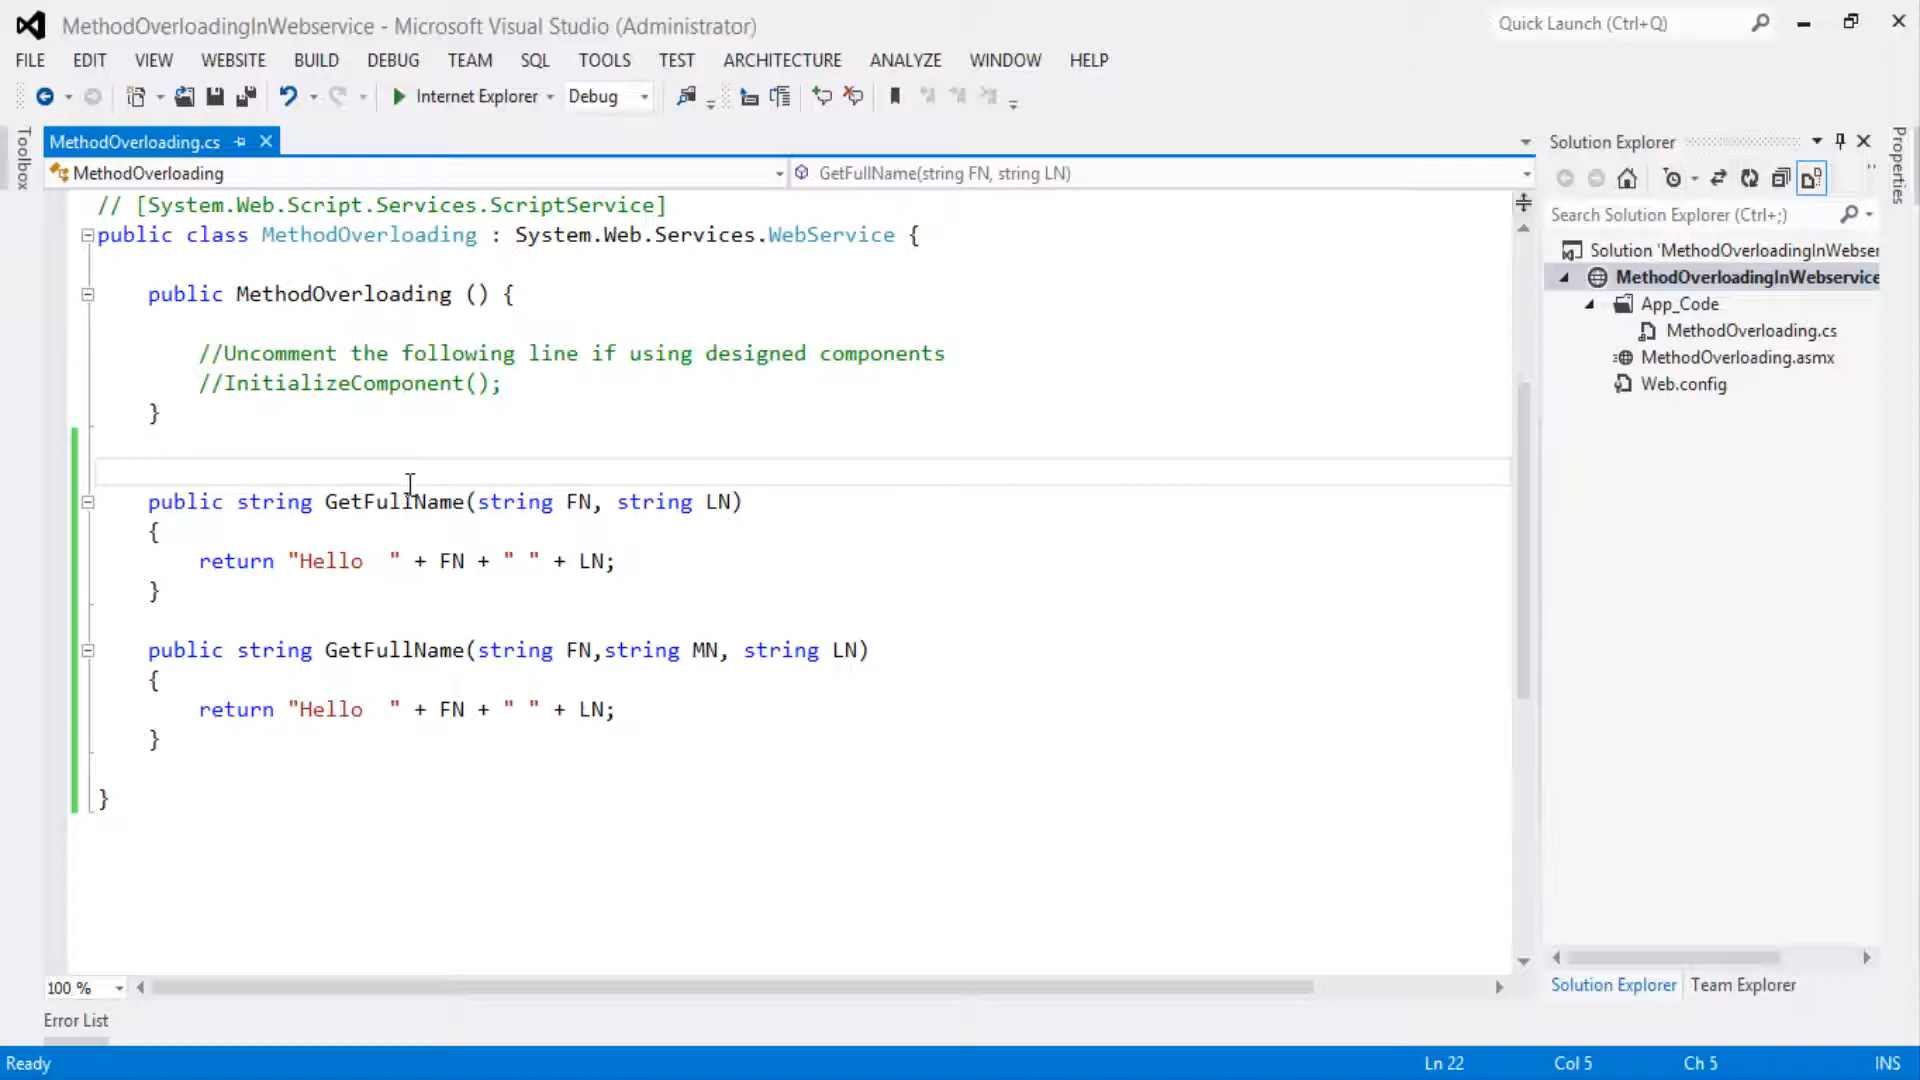 MethodOverloadingInWebservice - Microsoft Visual Studio (Administrator)
Quick Launch (Ctrl+Q)
FILE EDIT VIEW WEBSITE BUILD DEBUG TEAM SQL TOOLS TEST ARCHITECTURE ANALYZE WINDOW HELP
Internet Explorer Debug
Toolbox
MethodOverloading.cs
MethodOverloading
GetFullName(string FN, string LN)
// [System.Web.Script.Services.ScriptService]
public class MethodOverloading : System.Web.Services.WebService {
public MethodOverloading () {
//Uncomment the following line if using designed components
//InitializeComponent();
}
public string GetFullName(string FN, string LN)
{
return "Hello  " + FN + " " + LN;
}
public string GetFullName(string FN,string MN, string LN)
{
return "Hello  " + FN + " " + LN;
}
}
100 %
Error List
Solution Explorer
Search Solution Explorer (Ctrl+;)
Solution 'MethodOverloadingInWebser
MethodOverloadingInWebservice
App_Code
MethodOverloading.cs
MethodOverloading.asmx
Web.config
Solution Explorer Team Explorer
Properties
Ready
Ln 22 Col 5 Ch 5 INS